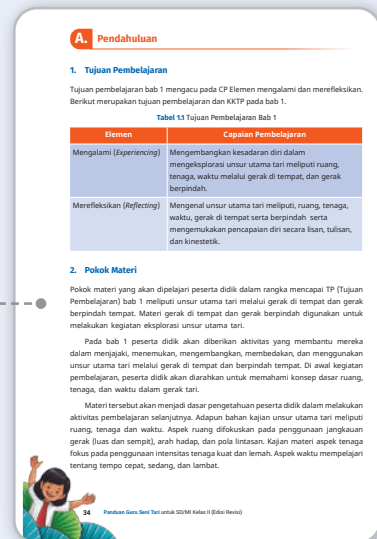 A. Pendahuluan
1. Tujuan Pembelajaran
Tujuan pembelajaran bab 1 mengacu pada CP Elemen mengalami dan merefleksikan.
Berikut merupakan tujuan pembelajaran dan KKTP pada bab 1.
Tabel 1.1 Tujuan Pembelajaran Bab 1
Elemen Capaian Pembelajaran
Mengalami (Experiencing) Mengembangkan kesadaran diri dalam
mengeksplorasi unsur utama tari meliputi ruang,
tenaga, waktu melalui gerak di tempat, dan gerak
berpindah.
Merefleksikan (Reflecting) Mengenal unsur utama tari meliputi, ruang, tenaga,
waktu, gerak di tempat serta berpindah serta
mengemukakan pencapaian diri secara lisan, tulisan,
dan kinestetik.
2. Pokok Materi
Pokok materi yang akan dipelajari peserta didik dalam rangka mencapai TP (Tujuan
Pembelajaran) bab 1 meliputi unsur utama tari melalui gerak di tempat dan gerak
berpindah tempat. Materi gerak di tempat dan gerak berpindah digunakan untuk
melakukan kegiatan eksplorasi unsur utama tari.
Pada bab 1 peserta didik akan diberikan aktivitas yang membantu mereka
dalam menjajaki, menemukan, mengembangkan, membedakan, dan menggunakan
unsur utama tari melalui gerak di tempat dan berpindah tempat. Di awal kegiatan
pembelajaran, peserta didik akan diarahkan untuk memahami konsep dasar ruang,
tenaga, dan waktu dalam gerak tari.
Materi tersebut akan menjadi dasar pengetahuan peserta didik dalam melakukan
aktivitas pembelajaran selanjutnya. Adapun bahan kajian unsur utama tari meliputi
ruang, tenaga dan waktu. Aspek ruang difokuskan pada penggunaan jangkauan
gerak (luas dan sempit), arah hadap, dan pola lintasan. Kajian materi aspek tenaga
fokus pada penggunaan intensitas tenaga kuat dan lemah. Aspek waktu mempelajari
tentang tempo cepat, sedang, dan lambat.
34 Panduan Guru Seni Tari untuk SD/MI Kelas II (Edisi Revisi)